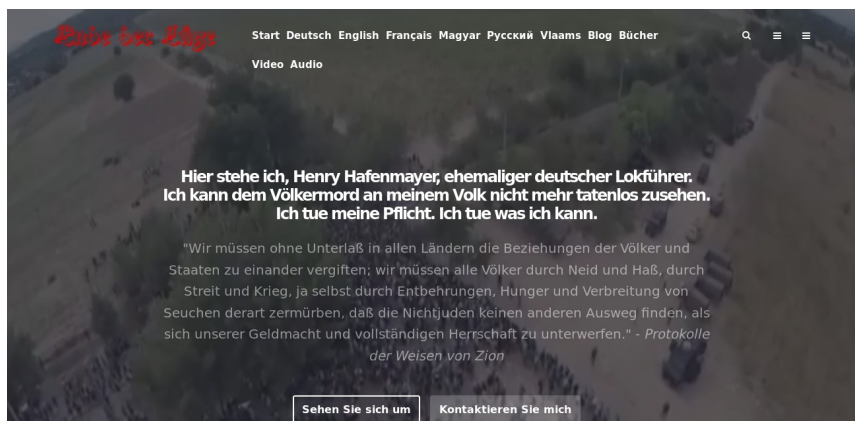 Ende der Lüge
Start Deutsch English Français Magyar Русский Vlaams Blog Bücher
Video Audio
Hier stehe ich, Henry Hafenmayer, ehemaliger deutscher Lokführer.
Ich kann dem Völkermord an meinem Volk nicht mehr tatenlos zusehen.
Ich tue meine Pflicht. Ich tue was ich kann.
"Wir müssen ohne Unterlaß in allen Ländern die Beziehungen der Völker und
Staaten zu einander vergiften; wir müssen alle Völker durch Neid und Haß, durch
Streit und Krieg, ja selbst durch Entbehrungen, Hunger und Verbreitung von
Seuchen derart zermürben, daß die Nichtjuden keinen anderen Ausweg finden, als
sich unserer Geldmacht und vollständigen Herrschaft zu unterwerfen." - Protokolle
der Weisen von Zion
Sehen Sie sich um
Kontaktieren Sie mich